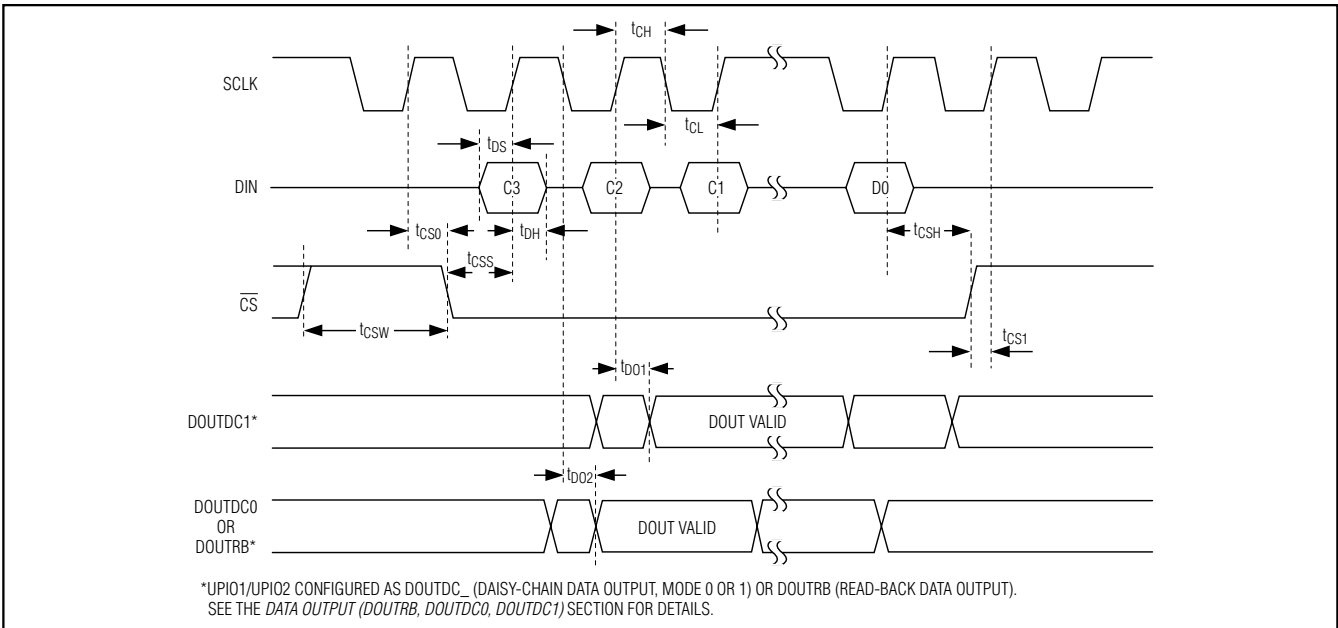 tCH
SCLK
tCL
tDS
DIN
C3
C2
C1
D0
tCS0
tDH
tCSH
tCSS
CS
tCSW
tCS1
tDO1
DOUTDC1*
DOUT VALID
tDO2
DOUTDC0
OR
DOUTRB*
DOUT VALID
*UPIO1/UPIO2 CONFIGURED AS DOUTDC_ (DAISY-CHAIN DATA OUTPUT, MODE 0 OR 1) OR DOUTRB (READ-BACK DATA OUTPUT).
SEE THE DATA OUTPUT (DOUTRB, DOUTDC0, DOUTDC1) SECTION FOR DETAILS.